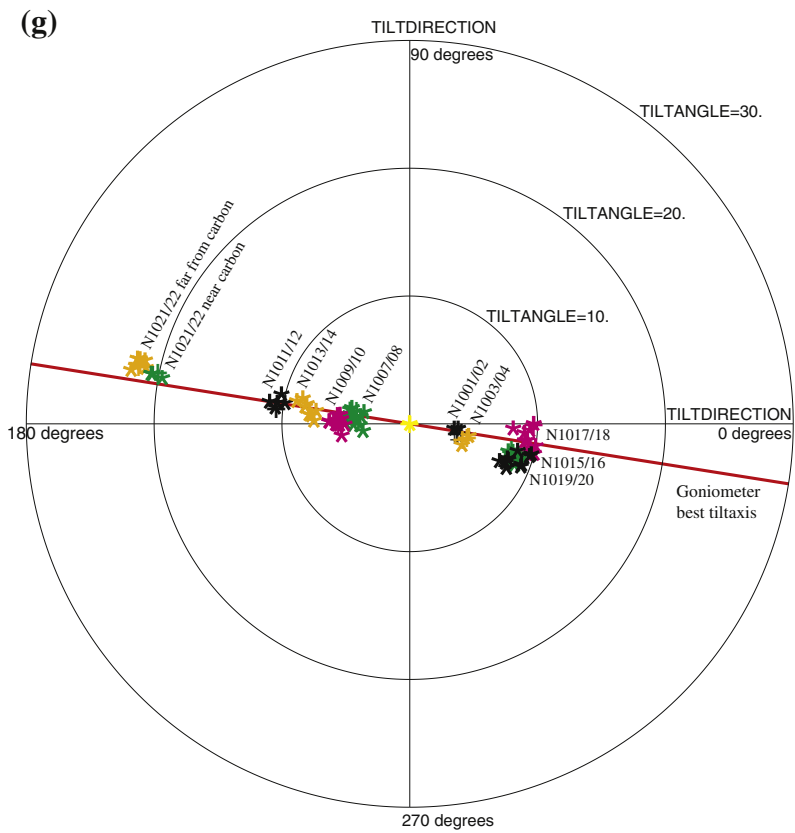 (g)
TILTDIRECTION
90 degrees
TILTANGLE=30.
TILTANGLE=20.
TILTANGLE=10.
N1021/22 far from carbon
N1021/22 near carbon
N1011/12
N1013/14
N1009/10
N1007/08
N1001/02
N1003/04
TILTDIRECTION
0 degrees
180 degrees
N1017/18
N1015/16
N1019/20
Goniometer
best tiltaxis
270 degrees